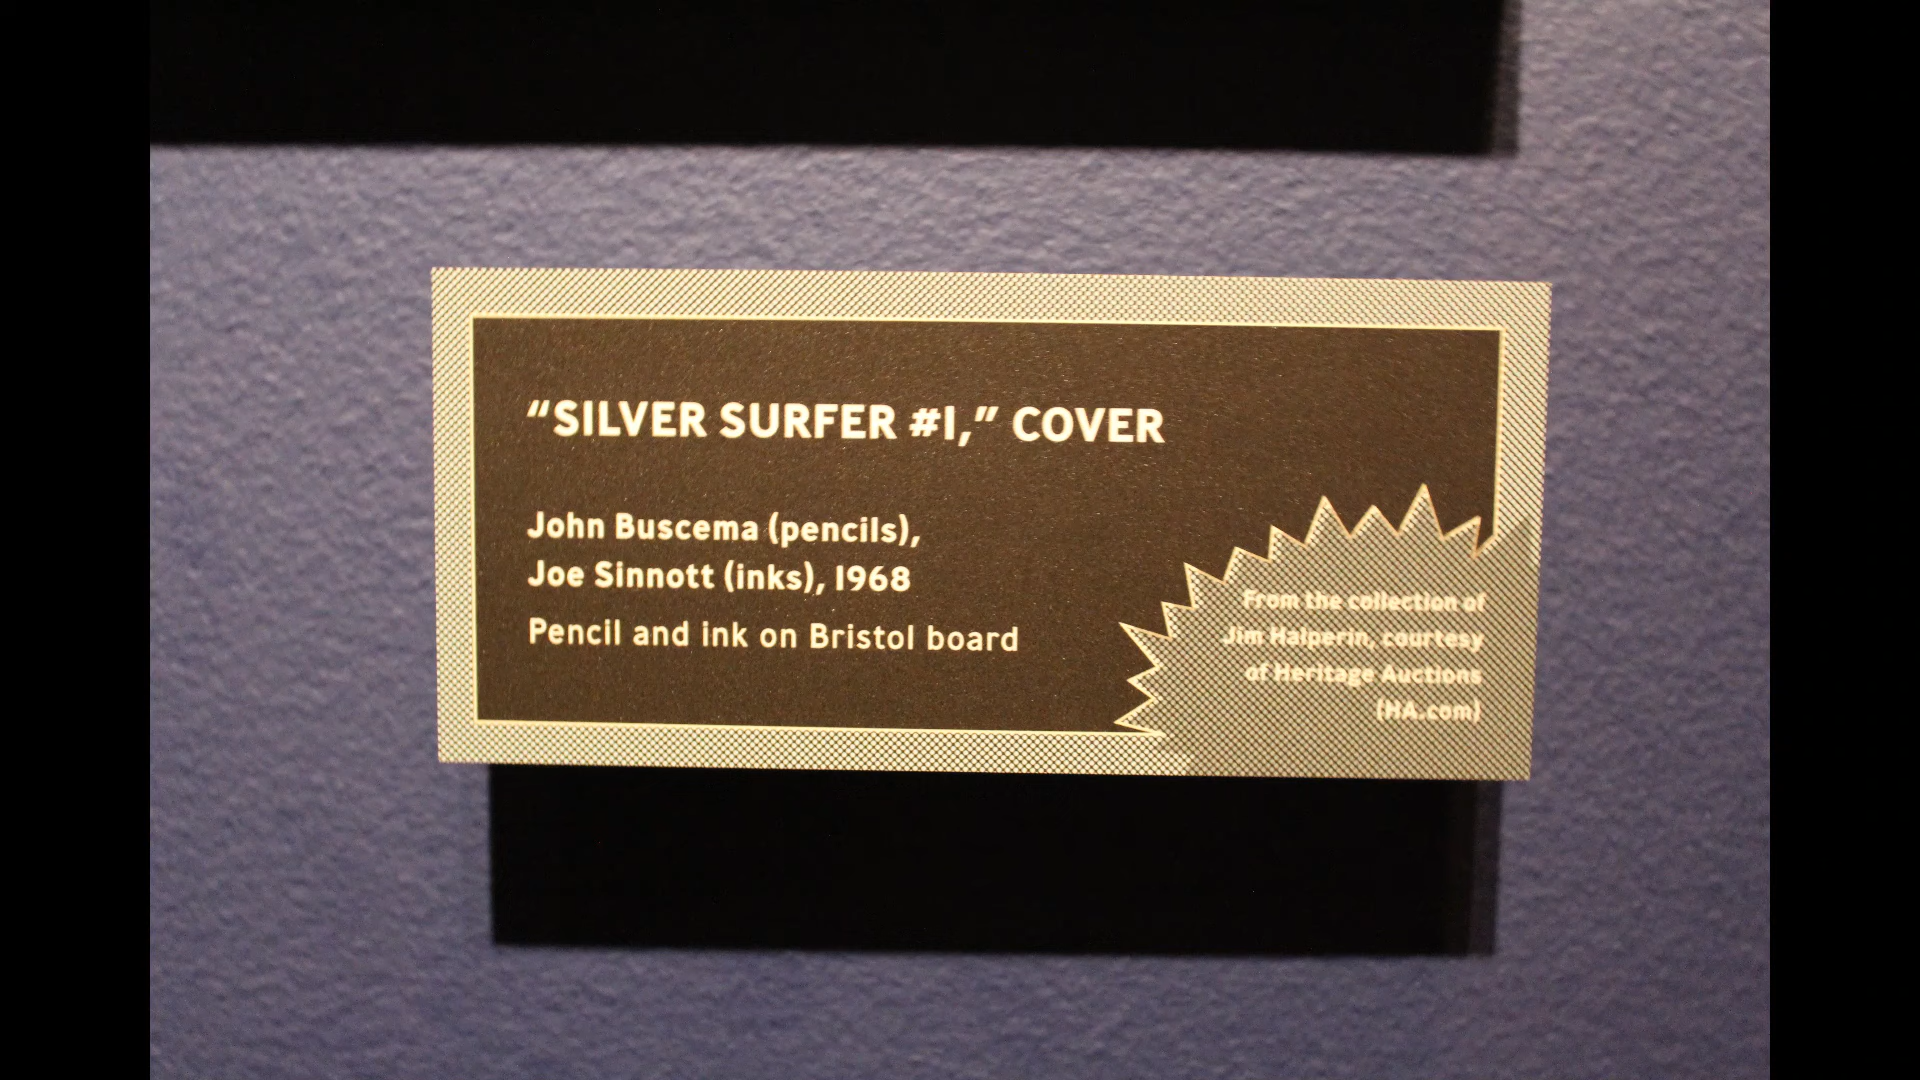 “SILVER SURFER #1,” COVER
John Buscema (pencils),
Joe Sinnott (inks), 1968
Pencil and ink on Bristol board
From the collection of
Jim Halperin, courtesy
of Heritage Auctions
(HA.com)